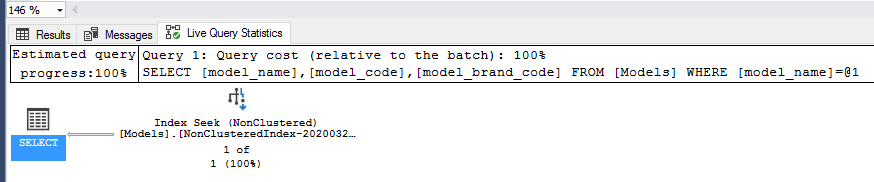 146 %
Results Messages Live Query Statistics
Estimated query Query 1: Query cost (relative to the batch): 100%
progress:100% SELECT [model_name],[model_code],[model_brand_code] FROM [Models] WHERE [model_name]=@1
Index Seek (NonClustered)
SELECT [Models].[NonClusteredIndex-2020032…
1 of
1 (100%)